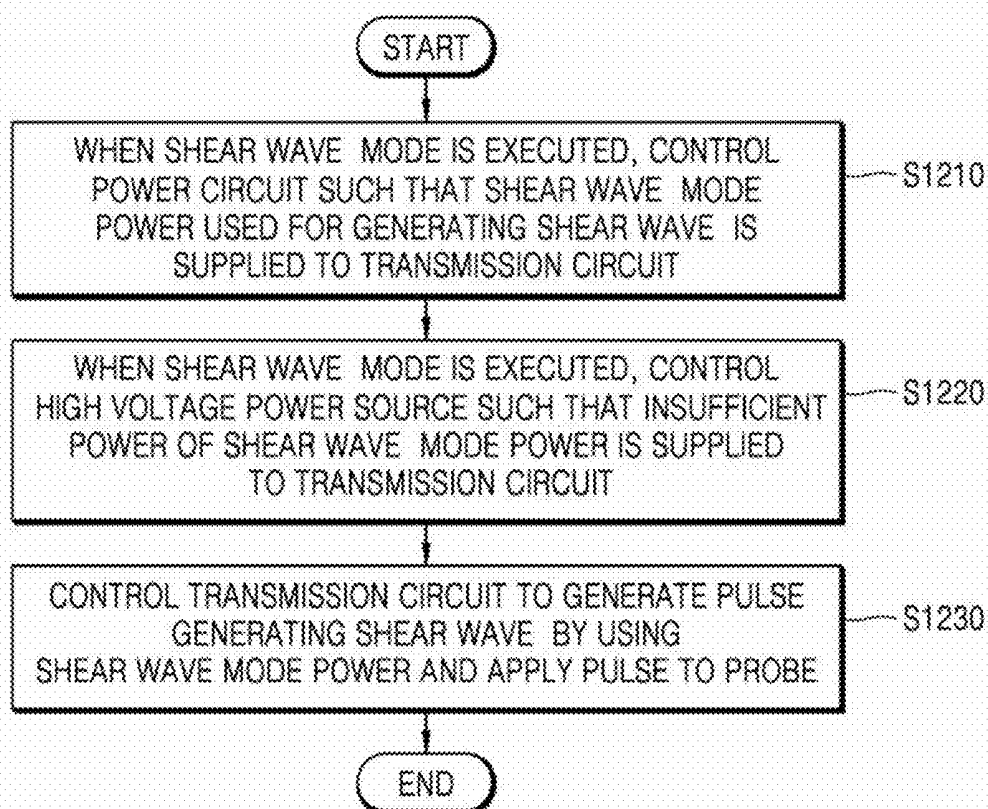 START
WHEN SHEAR WAVE MODE IS EXECUTED, CONTROL
POWER CIRCUIT SUCH THAT SHEAR WAVE MODE
POWER USED FOR GENERATING SHEAR WAVE IS
SUPPLIED TO TRANSMISSION CIRCUIT
S1210
WHEN SHEAR WAVE MODE IS EXECUTED, CONTROL
HIGH VOLTAGE POWER SOURCE SUCH THAT INSUFFICIENT
POWER OF SHEAR WAVE MODE POWER IS SUPPLIED
TO TRANSMISSION CIRCUIT
S1220
CONTROL TRANSMISSION CIRCUIT TO GENERATE PULSE
GENERATING SHEAR WAVE BY USING
SHEAR WAVE MODE POWER AND APPLY PULSE TO PROBE
S1230
END